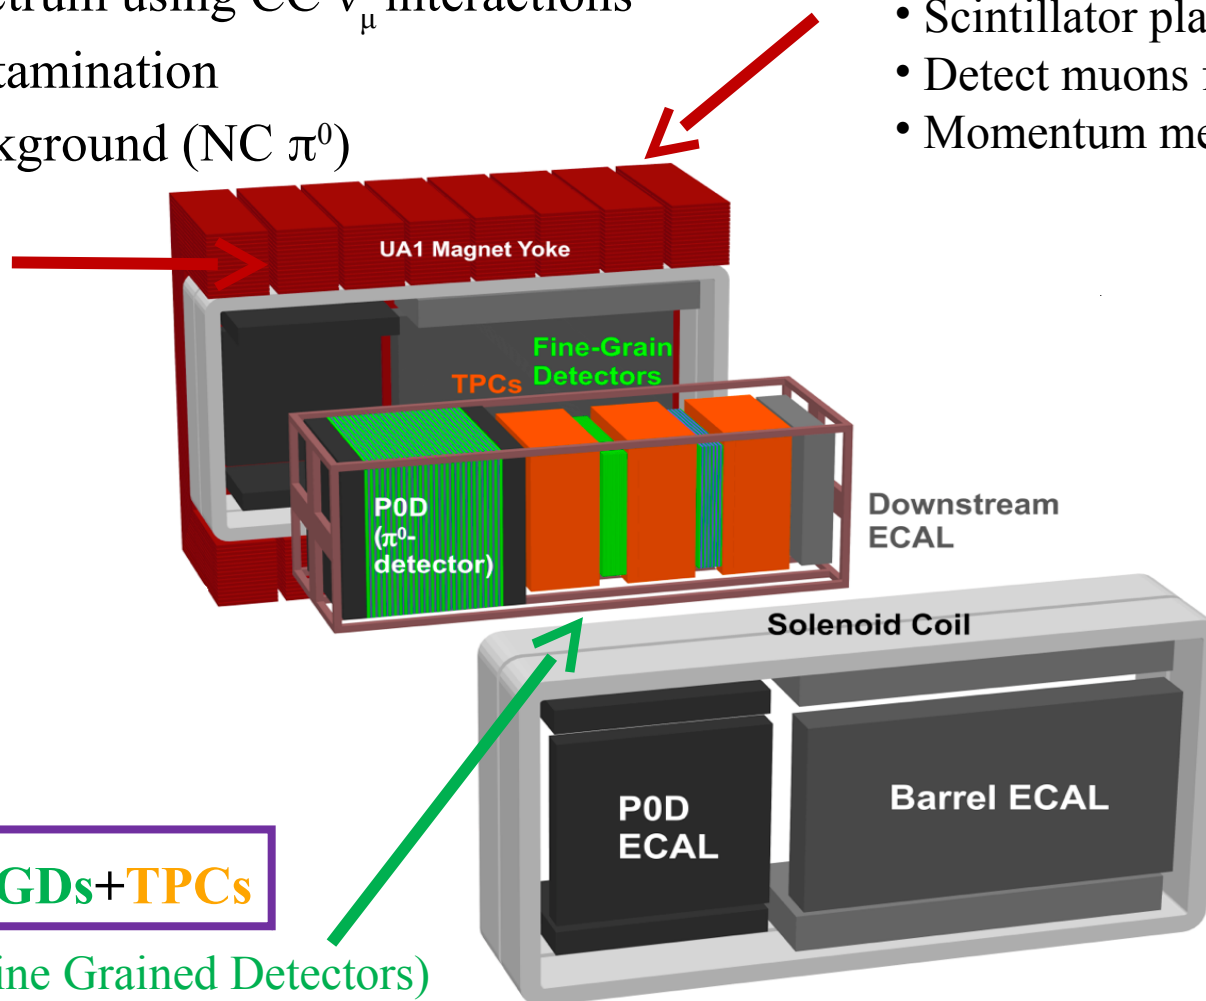 ctrum using CC νμ interactions
tamination
kground (NC π⁰)
• Scintillator pla
• Detect muons
• Momentum me
UA1 Magnet Yoke
Fine-Grain
Detectors
TPCs
P0D
(π⁰-
detector)
Downstream
ECAL
Solenoid Coil
P0D
ECAL
Barrel ECAL
GDs+TPCs
ine Grained Detectors)